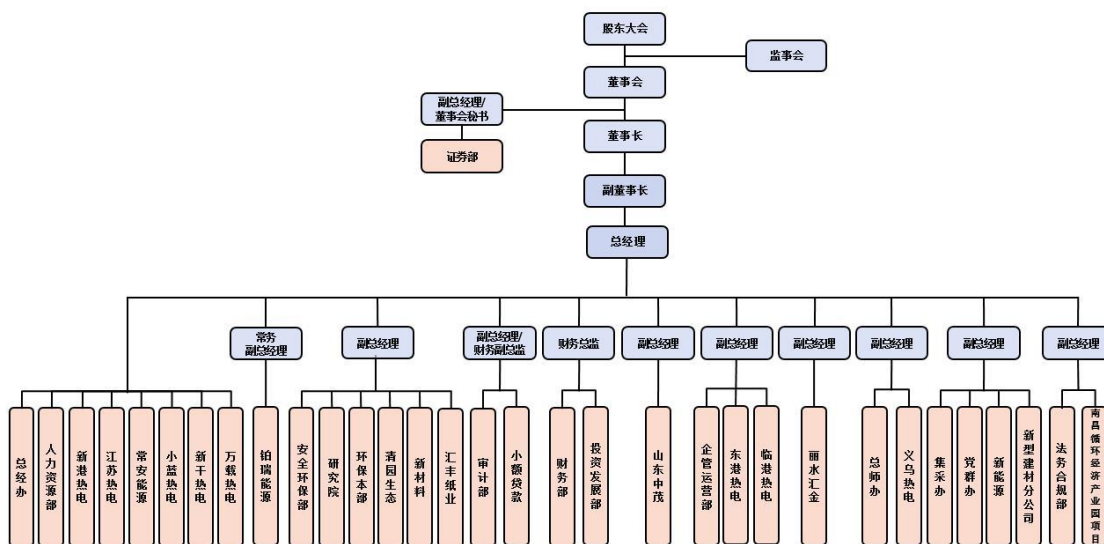 股东大会
监事会
董事会
副总经理/
董事会秘书
董事长
证券部
副董事长
总经理
常务
副总经理
副总经理
副总经理/
财务副总监
财务总监
副总经理
副总经理
副总经理
副总经理
副总经理
副总经理
总经办
人力资源部
新港热电
江苏热电
常安能源
小蓝热电
新干热电
万载热电
铂瑞能源
安全环保部
研究院
环保本部
清园生态
新材料
汇丰纸业
审计部
小额贷款
财务部
投资发展部
山东中茂
企管运营部
东港热电
临港热电
丽水汇金
总师办
义乌热电
集采办
党群办
新能源
新型建材分公司
法务合规部
南昌循环经济产业园项目